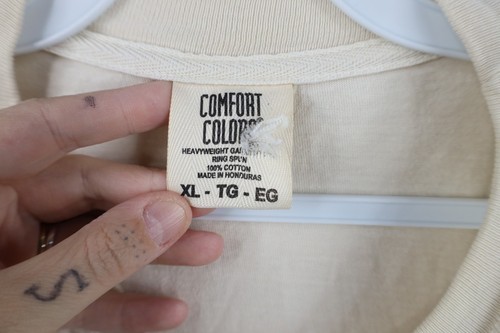 COMFORT
COLORS
HEAVYWEIGHT
RING SPUN
100% COTTON
MADE IN HONDURAS
XL - TG - EG